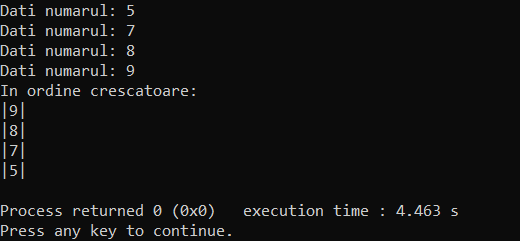 Dati numarul: 5
Dati numarul: 7
Dati numarul: 8
Dati numarul: 9
In ordine crescatoare:
|9|
|8|
|7|
|5|
Process returned 0 (0x0)   execution time : 4.463 s
Press any key to continue.